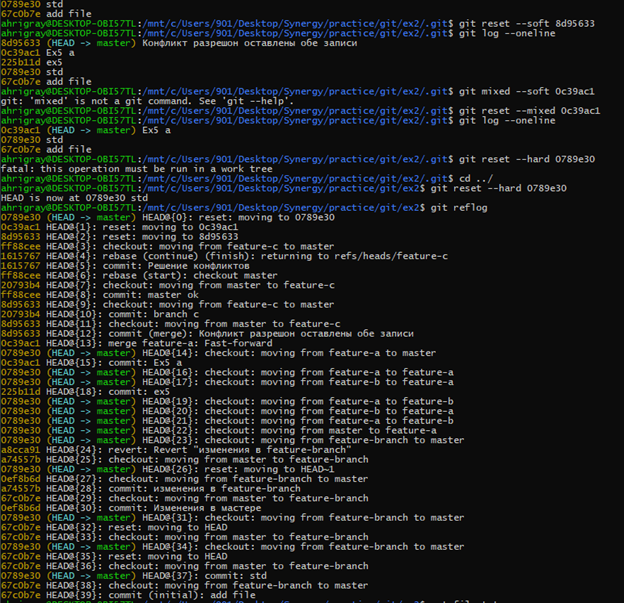 0789e30 std
67c0b7e add file
ahrigray@DESKTOP-OBI57TL:/mnt/c/Users/901/Desktop/Synergy/practice/git/ex2/.git$ git reset --soft 8d95633
ahrigray@DESKTOP-OBI57TL:/mnt/c/Users/901/Desktop/Synergy/practice/git/ex2/.git$ git log --oneline
8d95633 (HEAD -> master) Конфликт разрешон оставлены обе записи
0c39ac1 Ex5 a
225b11d ex5
0789e30 std
67c0b7e add file
ahrigray@DESKTOP-OBI57TL:/mnt/c/Users/901/Desktop/Synergy/practice/git/ex2/.git$ git mixed --soft 0c39ac1
git: 'mixed' is not a git command. See 'git --help'.
ahrigray@DESKTOP-OBI57TL:/mnt/c/Users/901/Desktop/Synergy/practice/git/ex2/.git$ git reset --mixed 0c39ac1
ahrigray@DESKTOP-OBI57TL:/mnt/c/Users/901/Desktop/Synergy/practice/git/ex2/.git$ git log --oneline
0c39ac1 (HEAD -> master) Ex5 a
0789e30 std
67c0b7e add file
ahrigray@DESKTOP-OBI57TL:/mnt/c/Users/901/Desktop/Synergy/practice/git/ex2/.git$ git reset --hard 0789e30
fatal: this operation must be run in a work tree
ahrigray@DESKTOP-OBI57TL:/mnt/c/Users/901/Desktop/Synergy/practice/git/ex2/.git$ cd ../
ahrigray@DESKTOP-OBI57TL:/mnt/c/Users/901/Desktop/Synergy/practice/git/ex2$ git reset --hard 0789e30
HEAD is now at 0789e30 std
ahrigray@DESKTOP-OBI57TL:/mnt/c/Users/901/Desktop/Synergy/practice/git/ex2$ git reflog
0789e30 (HEAD -> master) HEAD@{0}: reset: moving to 0789e30
0c39ac1 HEAD@{1}: reset: moving to 0c39ac1
8d95633 HEAD@{2}: reset: moving to 8d95633
ff88cee HEAD@{3}: checkout: moving from feature-c to master
1615767 HEAD@{4}: rebase (continue) (finish): returning to refs/heads/feature-c
1615767 HEAD@{5}: commit: Решение конфликтов
ff88cee HEAD@{6}: rebase (start): checkout master
20793b4 HEAD@{7}: checkout: moving from master to feature-c
ff88cee HEAD@{8}: commit: master ok
8d95633 HEAD@{9}: checkout: moving from feature-c to master
20793b4 HEAD@{10}: commit: branch c
8d95633 HEAD@{11}: checkout: moving from master to feature-c
8d95633 HEAD@{12}: commit (merge): Конфликт разрешон оставлены обе записи
0c39ac1 HEAD@{13}: merge feature-a: Fast-forward
0789e30 (HEAD -> master) HEAD@{14}: checkout: moving from feature-a to master
0c39ac1 HEAD@{15}: commit: Ex5 a
0789e30 (HEAD -> master) HEAD@{16}: checkout: moving from feature-a to feature-a
0789e30 (HEAD -> master) HEAD@{17}: checkout: moving from feature-b to feature-a
225b11d HEAD@{18}: commit: ex5
0789e30 (HEAD -> master) HEAD@{19}: checkout: moving from feature-a to feature-b
0789e30 (HEAD -> master) HEAD@{20}: checkout: moving from feature-b to feature-a
0789e30 (HEAD -> master) HEAD@{21}: checkout: moving from feature-a to feature-b
0789e30 (HEAD -> master) HEAD@{22}: checkout: moving from master to feature-a
0789e30 (HEAD -> master) HEAD@{23}: checkout: moving from feature-branch to master
a8cca91 HEAD@{24}: revert: Revert "изменения в feature-branch"
a74557b HEAD@{25}: checkout: moving from master to feature-branch
0789e30 (HEAD -> master) HEAD@{26}: reset: moving to HEAD~1
0ef8b6d HEAD@{27}: checkout: moving from feature-branch to master
a74557b HEAD@{28}: commit: изменения в feature-branch
67c0b7e HEAD@{29}: checkout: moving from master to feature-branch
0ef8b6d HEAD@{30}: commit: Изменения в мастере
0789e30 (HEAD -> master) HEAD@{31}: checkout: moving from feature-branch to master
67c0b7e HEAD@{32}: reset: moving to HEAD
67c0b7e HEAD@{33}: checkout: moving from master to feature-branch
0789e30 (HEAD -> master) HEAD@{34}: checkout: moving from feature-branch to master
67c0b7e HEAD@{35}: reset: moving to HEAD
67c0b7e HEAD@{36}: checkout: moving from master to feature-branch
0789e30 (HEAD -> master) HEAD@{37}: commit: std
67c0b7e HEAD@{38}: checkout: moving from feature-branch to master
67c0b7e HEAD@{39}: commit (initial): add file